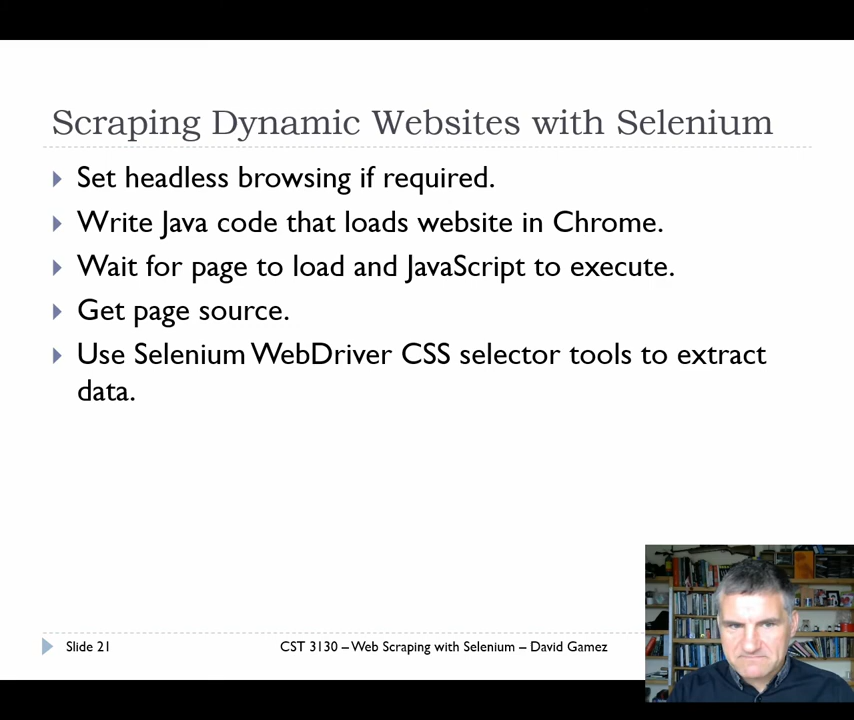 Scraping Dynamic Websites with Selenium
Set headless browsing if required.
Write Java code that loads website in Chrome.
Wait for page to load and JavaScript to execute.
Get page source.
Use Selenium WebDriver CSS selector tools to extract
data.
Slide 21
CST 3130 – Web Scraping with Selenium – David Gamez